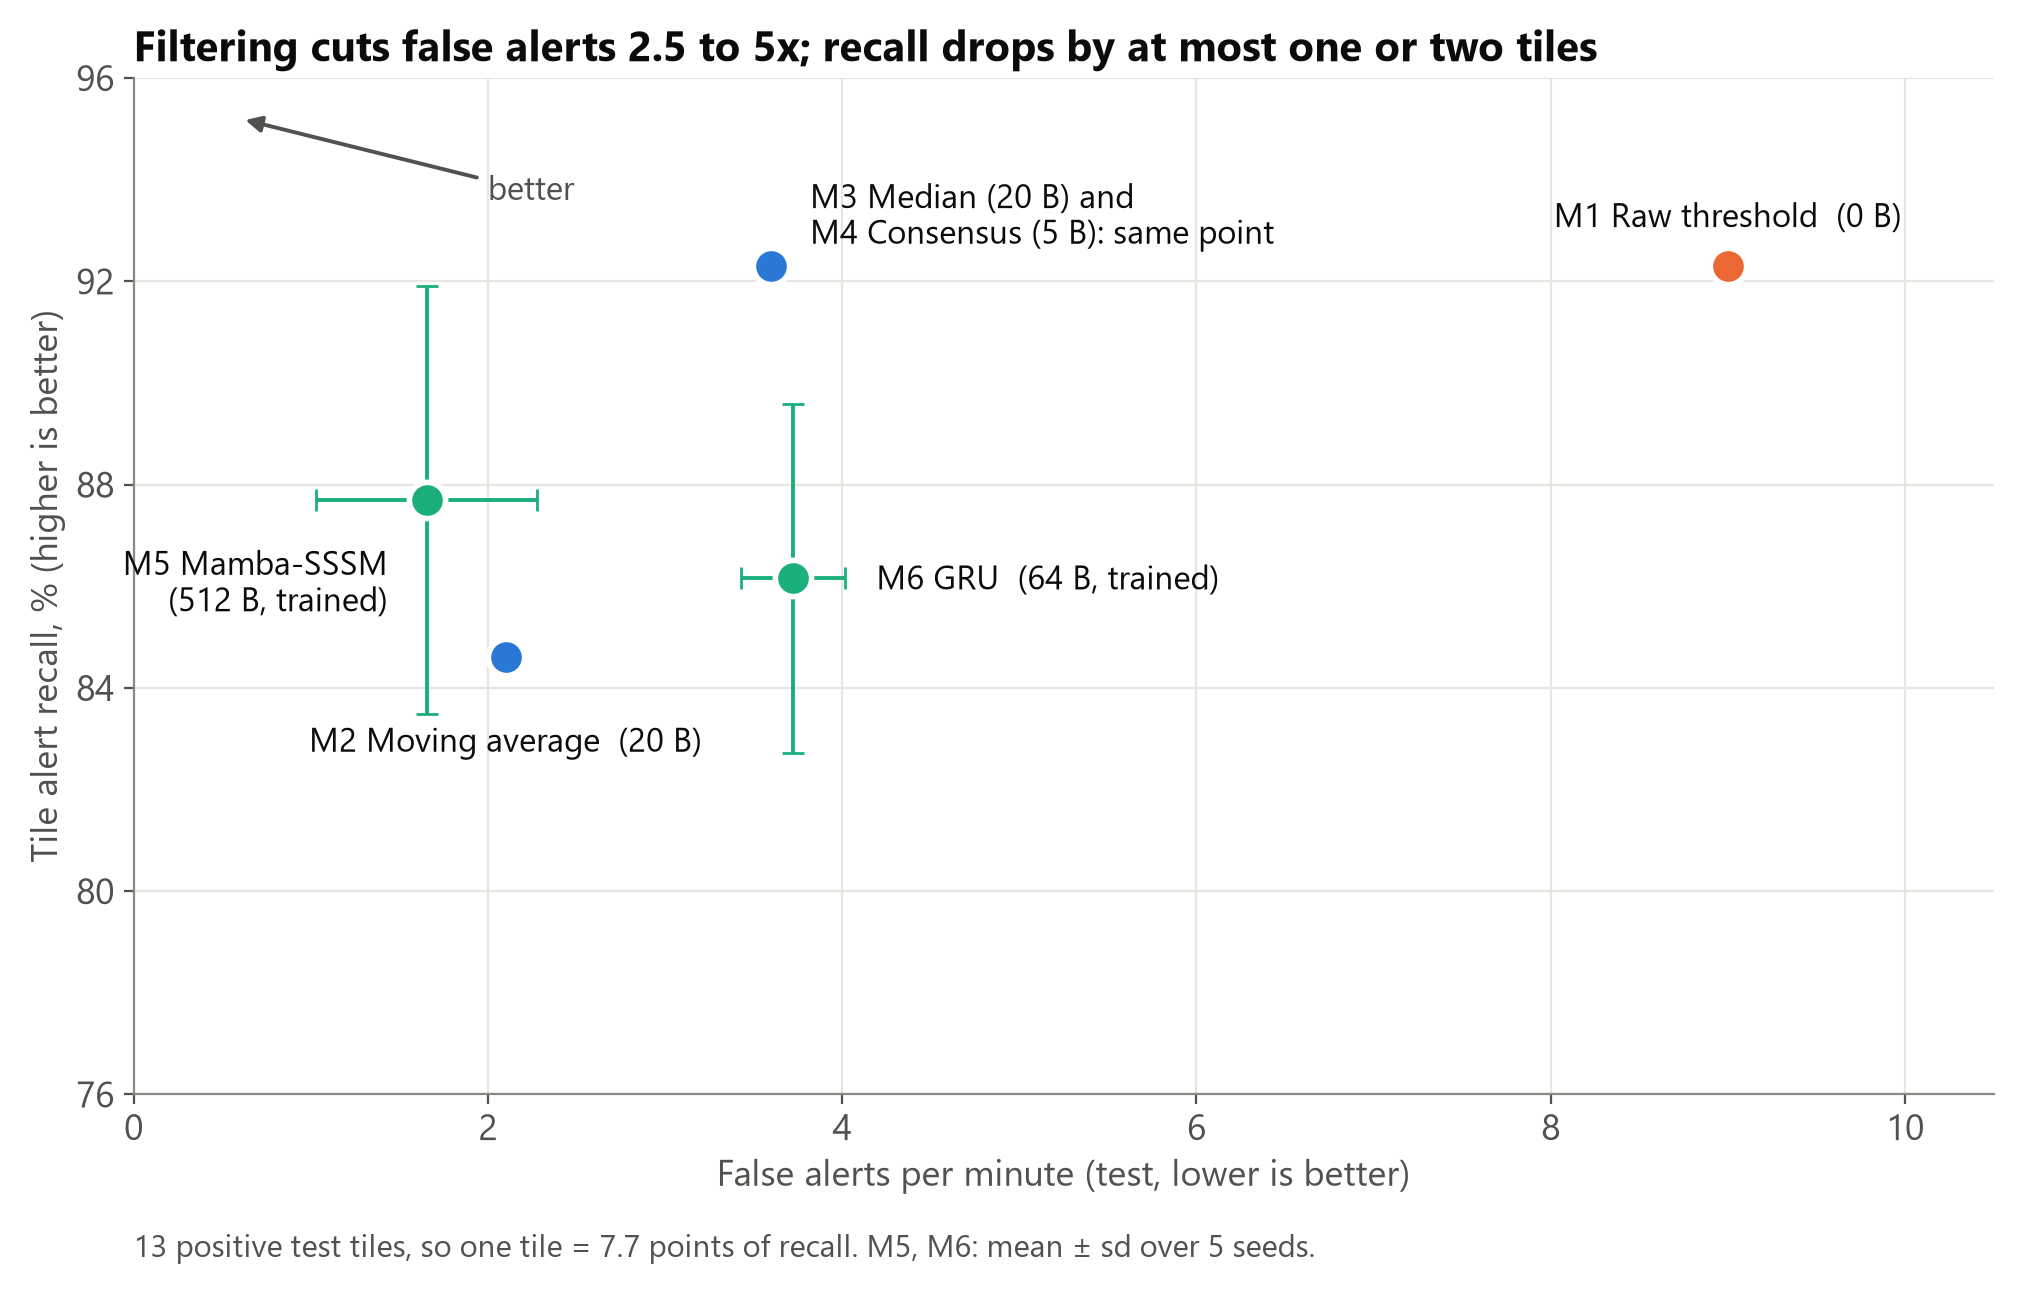 Filtering cuts false alerts 2.5 to 5x; recall drops by at most one or two tiles
96
92
88
84
80
76
Tile alert recall, % (higher is better)
better
M3 Median (20 B) and
M4 Consensus (5 B): same point
M1 Raw threshold (0 B)
M5 Mamba-SSSM
(512 B, trained)
M6 GRU (64 B, trained)
M2 Moving average (20 B)
0 2 4 6 8 10
False alerts per minute (test, lower is better)
13 positive test tiles, so one tile = 7.7 points of recall. M5, M6: mean ± sd over 5 seeds.